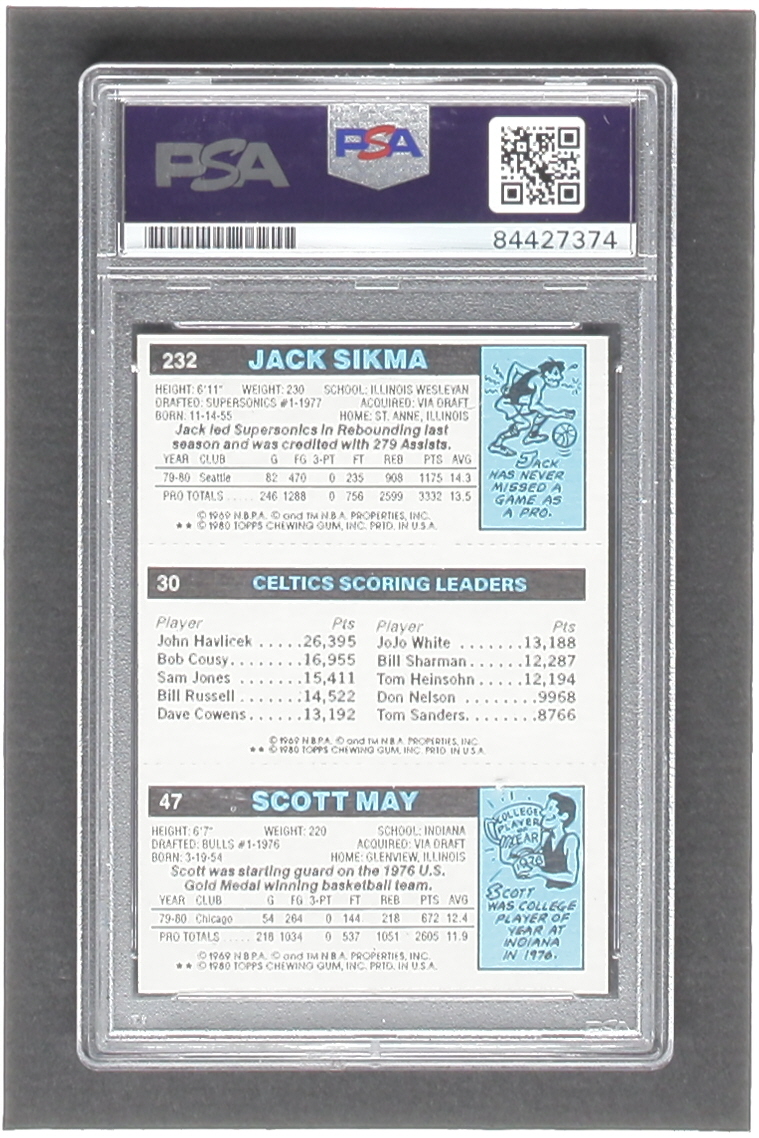 PSA PSA
84427374
232 JACK SIKMA
HEIGHT: 6'11" WEIGHT: 230 SCHOOL: ILLINOIS WESLEYAN
DRAFTED: SUPERSONICS #1-1977 ACQUIRED: VIA DRAFT
BORN: 11-14-55 HOME: ST. ANNE, ILLINOIS
Jack led Supersonics in Rebounding last
season and was credited with 279 Assists.
YEAR CLUB G FG 3-PT FT REB PTS AVG
79-80 Seattle 82 470 0 235 908 1175 14.3
PRO TOTALS ..... 246 1288 0 756 2599 3332 13.5
© 1969 N.B.P.A. © and TM N.B.A. PROPERTIES, INC.
★★ © 1980 TOPPS CHEWING GUM, INC. PRTD. IN U.S.A.
JACK
HAS NEVER
MISSED A
GAME AS
A PRO.
30 CELTICS SCORING LEADERS
Player Pts Player Pts
John Havlicek .....26,395 JoJo White .........13,188
Bob Cousy........16,955 Bill Sharman.......12,287
Sam Jones .......15,411 Tom Heinsohn ....12,194
Bill Russell .......14,522 Don Nelson ........9968
Dave Cowens......13,192 Tom Sanders........8766
© 1969 N.B.P.A. © and TM N.B.A. PROPERTIES, INC.
★★ © 1980 TOPPS CHEWING GUM, INC. PRTD. IN U.S.A.
47 SCOTT MAY
HEIGHT: 6'7" WEIGHT: 220 SCHOOL: INDIANA
DRAFTED: BULLS #1-1976 ACQUIRED: VIA DRAFT
BORN: 3-19-54 HOME: GLENVIEW, ILLINOIS
Scott was starting guard on the 1976 U.S.
Gold Medal winning basketball team.
YEAR CLUB G FG 3-PT FT REB PTS AVG
79-80 Chicago 54 264 0 144 218 672 12.4
PRO TOTALS ..... 218 1034 0 537 1051 2605 11.9
© 1969 N.B.P.A. © and TM N.B.A. PROPERTIES, INC.
★★ © 1980 TOPPS CHEWING GUM, INC. PRTD. IN U.S.A.
COLLEGE
PLAYER
YEAR
1976
SCOTT
WAS COLLEGE
PLAYER OF
YEAR AT
INDIANA
IN 1976.
PSA